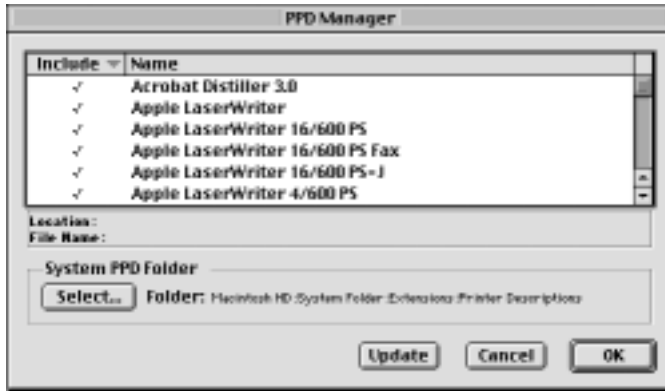 PPD Manager
Include Name
Acrobat Distiller 3.0
Apple LaserWriter
Apple LaserWriter 16/600 PS
Apple LaserWriter 16/600 PS Fax
Apple LaserWriter 16/600 PS-J
Apple LaserWriter 4/600 PS
Location:
File Name:
System PPD Folder
Select... Folder: Macintosh HD:System Folder:Extensions:Printer Descriptions
Update Cancel OK